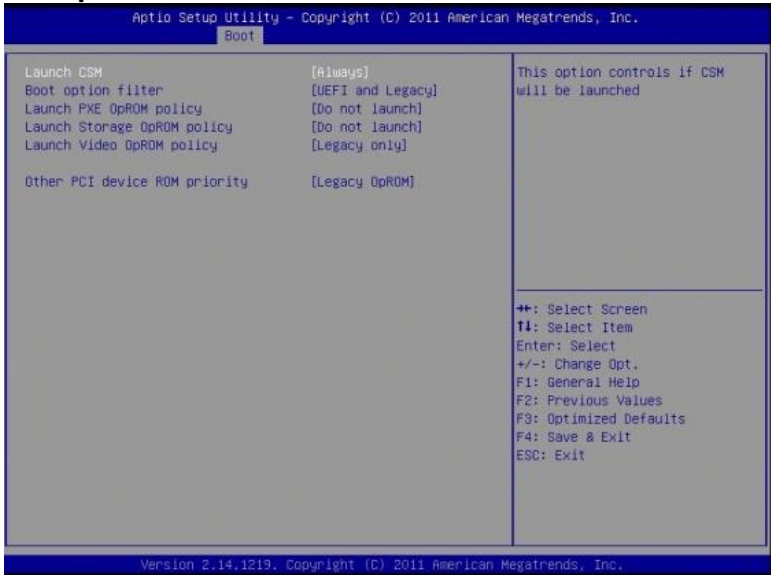 Aptio Setup Utility – Copyright (C) 2011 American Megatrends, Inc.
Boot
Launch CSM [Always]
Boot option filter [UEFI and Legacy]
Launch PXE OpROM policy [Do not launch]
Launch Storage OpROM policy [Do not launch]
Launch Video OpROM policy [Legacy only]
Other PCI device ROM priority [Legacy OpROM]
This option controls if CSM
will be launched
→←: Select Screen
↑↓: Select Item
Enter: Select
+/-: Change Opt.
F1: General Help
F2: Previous Values
F3: Optimized Defaults
F4: Save & Exit
ESC: Exit
Version 2.14.1219. Copyright (C) 2011 American Megatrends, Inc.